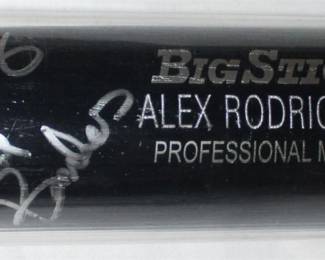 BIG STI
ALEX RODRIG
PROFESSIONAL M